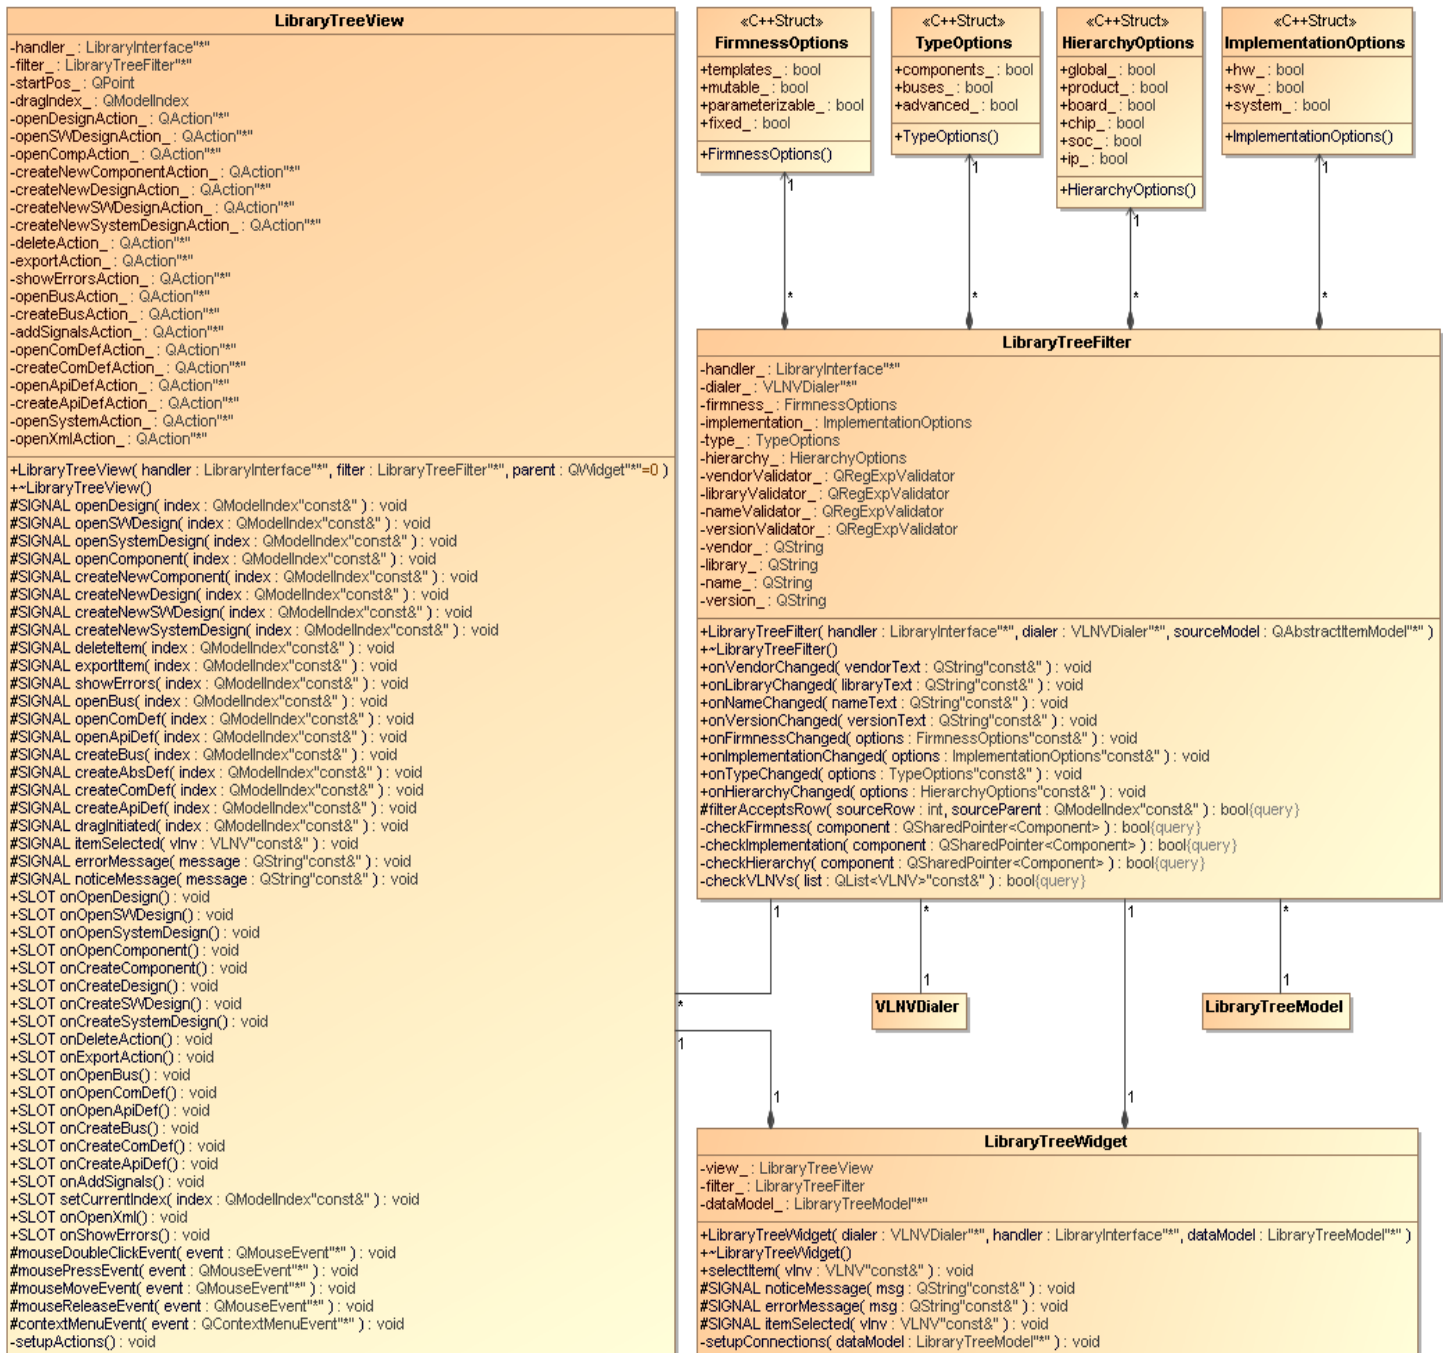 LibraryTreeView
-handler_ : LibraryInterface"*"
-filter_ : LibraryTreeFilter"*"
-startPos_ : QPoint
-dragIndex_ : QModelIndex
-openDesignAction_ : QAction"*"
-openSWDesignAction_ : QAction"*"
-openCompAction_ : QAction"*"
-createNewComponentAction_ : QAction"*"
-createNewDesignAction_ : QAction"*"
-createNewSWDesignAction_ : QAction"*"
-createNewSystemDesignAction_ : QAction"*"
-deleteAction_ : QAction"*"
-exportAction_ : QAction"*"
-showErrorsAction_ : QAction"*"
-openBusAction_ : QAction"*"
-createBusAction_ : QAction"*"
-addSignalsAction_ : QAction"*"
-openComDefAction_ : QAction"*"
-createComDefAction_ : QAction"*"
-openApiDefAction_ : QAction"*"
-createApiDefAction_ : QAction"*"
-openSystemAction_ : QAction"*"
-openXmlAction_ : QAction"*"
+LibraryTreeView( handler : LibraryInterface"*", filter : LibraryTreeFilter"*", parent : QWidget"*"=0 )
+~LibraryTreeView()
#SIGNAL openDesign( index : QModelIndex"const&" ) : void
#SIGNAL openSWDesign( index : QModelIndex"const&" ) : void
#SIGNAL openSystemDesign( index : QModelIndex"const&" ) : void
#SIGNAL openComponent( index : QModelIndex"const&" ) : void
#SIGNAL createNewComponent( index : QModelIndex"const&" ) : void
#SIGNAL createNewDesign( index : QModelIndex"const&" ) : void
#SIGNAL createNewSWDesign( index : QModelIndex"const&" ) : void
#SIGNAL createNewSystemDesign( index : QModelIndex"const&" ) : void
#SIGNAL deleteItem( index : QModelIndex"const&" ) : void
#SIGNAL exportItem( index : QModelIndex"const&" ) : void
#SIGNAL showErrors( index : QModelIndex"const&" ) : void
#SIGNAL openBus( index : QModelIndex"const&" ) : void
#SIGNAL openComDef( index : QModelIndex"const&" ) : void
#SIGNAL openApiDef( index : QModelIndex"const&" ) : void
#SIGNAL createBus( index : QModelIndex"const&" ) : void
#SIGNAL createAbsDef( index : QModelIndex"const&" ) : void
#SIGNAL createComDef( index : QModelIndex"const&" ) : void
#SIGNAL createApiDef( index : QModelIndex"const&" ) : void
#SIGNAL dragInitiated( index : QModelIndex"const&" ) : void
#SIGNAL itemSelected( vlnv : VLNV"const&" ) : void
#SIGNAL errorMessage( message : QString"const&" ) : void
#SIGNAL noticeMessage( message : QString"const&" ) : void
+SLOT onOpenDesign() : void
+SLOT onOpenSWDesign() : void
+SLOT onOpenSystemDesign() : void
+SLOT onOpenComponent() : void
+SLOT onCreateComponent() : void
+SLOT onCreateDesign() : void
+SLOT onCreateSWDesign() : void
+SLOT onCreateSystemDesign() : void
+SLOT onDeleteAction() : void
+SLOT onExportAction() : void
+SLOT onOpenBus() : void
+SLOT onOpenComDef() : void
+SLOT onOpenApiDef() : void
+SLOT onCreateBus() : void
+SLOT onCreateComDef() : void
+SLOT onCreateApiDef() : void
+SLOT onAddSignals() : void
+SLOT setCurrentIndex( index : QModelIndex"const&" ) : void
+SLOT onOpenXml() : void
+SLOT onShowErrors() : void
#mouseDoubleClickEvent( event : QMouseEvent"*" ) : void
#mousePressEvent( event : QMouseEvent"*" ) : void
#mouseMoveEvent( event : QMouseEvent"*" ) : void
#mouseReleaseEvent( event : QMouseEvent"*" ) : void
#contextMenuEvent( event : QContextMenuEvent"*" ) : void
-setupActions() : void
«C++Struct»
FirmnessOptions
+templates_ : bool
+mutable_ : bool
+parameterizable_ : bool
+fixed_ : bool
+FirmnessOptions()
«C++Struct»
TypeOptions
+components_ : bool
+buses_ : bool
+advanced_ : bool
+TypeOptions()
«C++Struct»
HierarchyOptions
+global_ : bool
+product_ : bool
+board_ : bool
+chip_ : bool
+soc_ : bool
+ip_ : bool
+HierarchyOptions()
«C++Struct»
ImplementationOptions
+hw_ : bool
+sw_ : bool
+system_ : bool
+ImplementationOptions()
1
1
1
1
*
*
*
*
LibraryTreeFilter
-handler_ : LibraryInterface"*"
-dialer_ : VLNVDialer"*"
-firmness_ : FirmnessOptions
-implementation_ : ImplementationOptions
-type_ : TypeOptions
-hierarchy_ : HierarchyOptions
-vendorValidator_ : QRegExpValidator
-libraryValidator_ : QRegExpValidator
-nameValidator_ : QRegExpValidator
-versionValidator_ : QRegExpValidator
-vendor_ : QString
-library_ : QString
-name_ : QString
-version_ : QString
+LibraryTreeFilter( handler : LibraryInterface"*", dialer : VLNVDialer"*", sourceModel : QAbstractItemModel"*" )
+~LibraryTreeFilter()
+onVendorChanged( vendorText : QString"const&" ) : void
+onLibraryChanged( libraryText : QString"const&" ) : void
+onNameChanged( nameText : QString"const&" ) : void
+onVersionChanged( versionText : QString"const&" ) : void
+onFirmnessChanged( options : FirmnessOptions"const&" ) : void
+onImplementationChanged( options : ImplementationOptions"const&" ) : void
+onTypeChanged( options : TypeOptions"const&" ) : void
+onHierarchyChanged( options : HierarchyOptions"const&" ) : void
#filterAcceptsRow( sourceRow : int, sourceParent : QModelIndex"const&" ) : bool{query}
-checkFirmness( component : QSharedPointer<Component> ) : bool{query}
-checkImplementation( component : QSharedPointer<Component> ) : bool{query}
-checkHierarchy( component : QSharedPointer<Component> ) : bool{query}
-checkVLNVs( list : QList<VLNV>"const&" ) : bool{query}
1
*
1
*
*
1
1
VLNVDialer
LibraryTreeModel
1
1
1
LibraryTreeWidget
-view_ : LibraryTreeView
-filter_ : LibraryTreeFilter
-dataModel_ : LibraryTreeModel"*"
+LibraryTreeWidget( dialer : VLNVDialer"*", handler : LibraryInterface"*", dataModel : LibraryTreeModel"*" )
+~LibraryTreeWidget()
+selectItem( vlnv : VLNV"const&" ) : void
#SIGNAL noticeMessage( msg : QString"const&" ) : void
#SIGNAL errorMessage( msg : QString"const&" ) : void
#SIGNAL itemSelected( vlnv : VLNV"const&" ) : void
-setupConnections( dataModel : LibraryTreeModel"*" ) : void